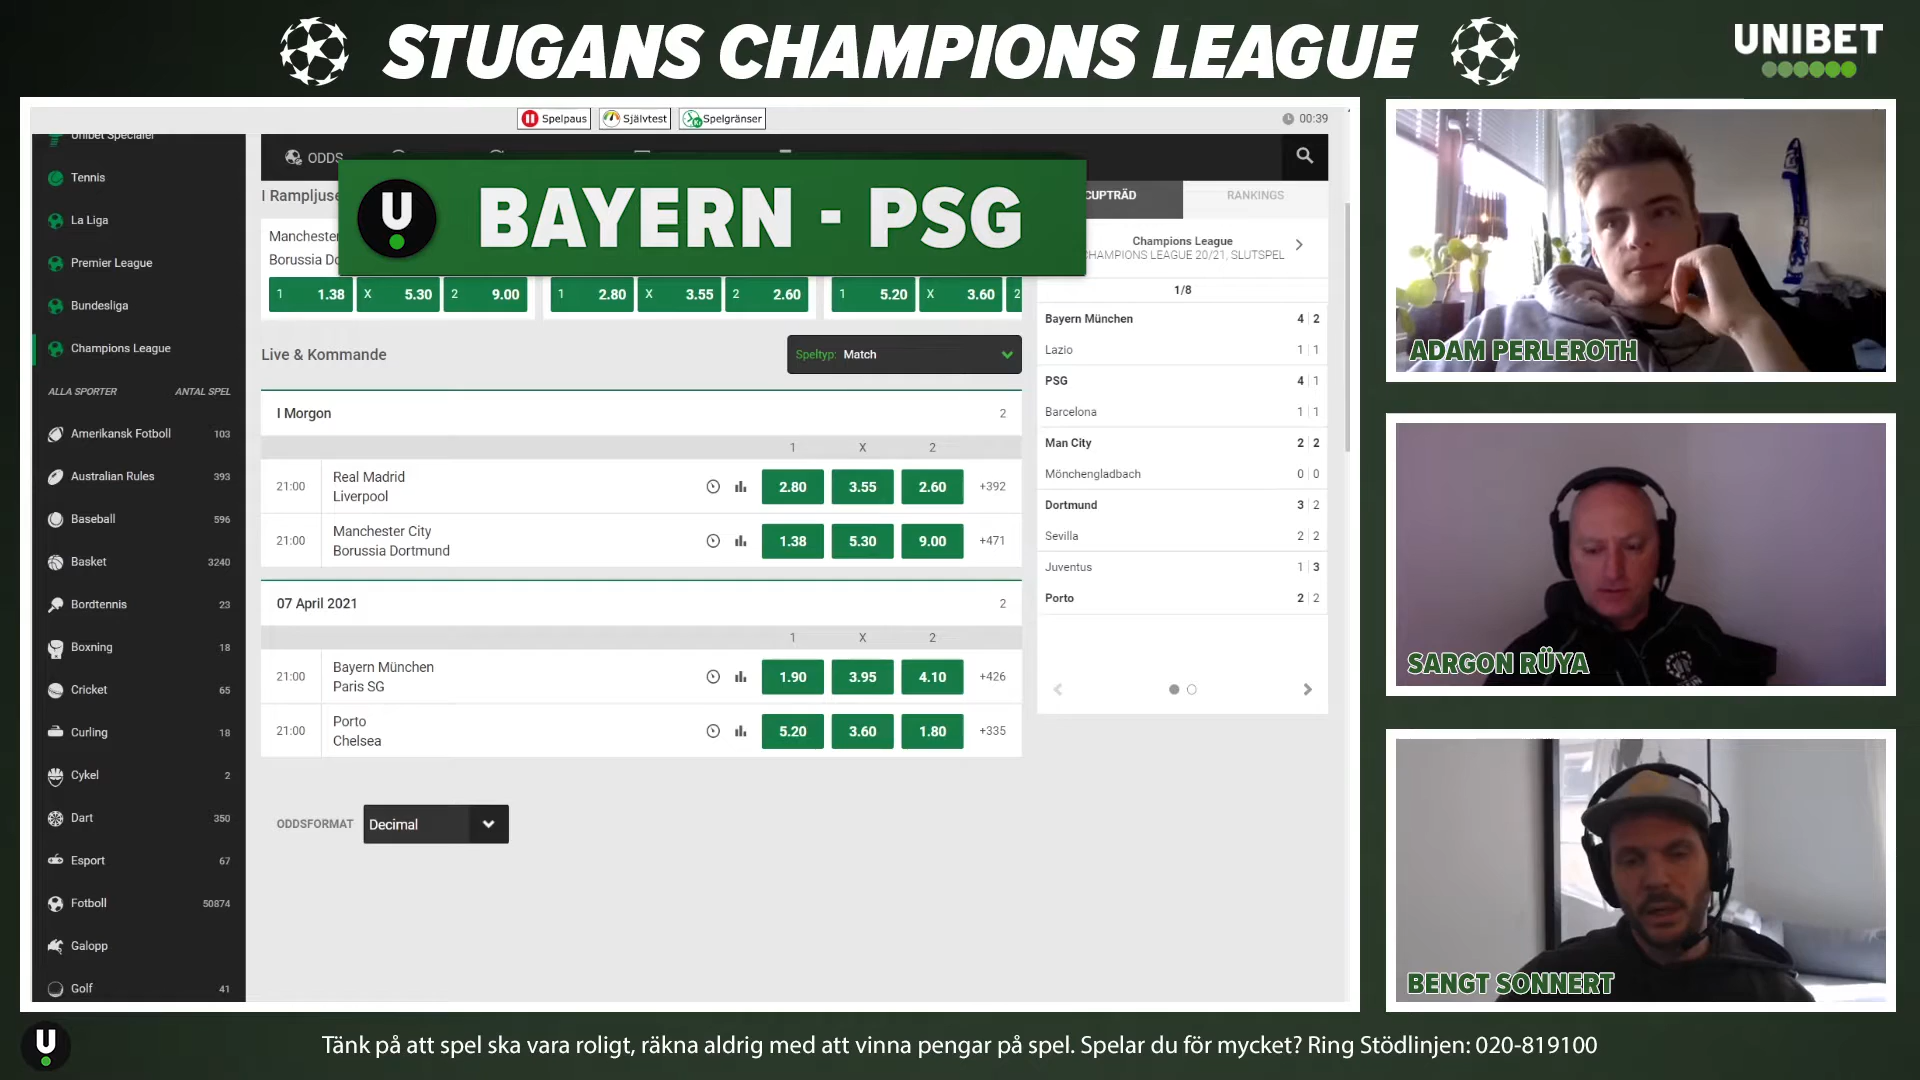 STUGANS CHAMPIONS LEAGUE
UNIBET
Spelpaus
Självtest
Spelgränser
00:39
Unibet Specialer
Tennis
La Liga
Premier League
Bundesliga
Champions League
ALLA SPORTER ANTAL SPEL
Amerikansk Fotboll 103
Australian Rules 393
Baseball 596
Basket 3240
Bordtennis 23
Boxning 18
Cricket 65
Curling 18
Cykel 2
Dart 350
Esport 67
Fotboll 50874
Galopp
Golf 41
ODDS
U BAYERN - PSG
I Rampljuse
Manchester
Borussia Do
1 1.38 X 5.30 2 9.00
1 2.80 X 3.55 2 2.60
1 5.20 X 3.60 2
Live & Kommande
Speltyp: Match
I Morgon 2
1 X 2
21:00 Real Madrid
Liverpool
2.80 3.55 2.60 +392
21:00 Manchester City
Borussia Dortmund
1.38 5.30 9.00 +471
07 April 2021 2
1 X 2
21:00 Bayern München
Paris SG
1.90 3.95 4.10 +426
21:00 Porto
Chelsea
5.20 3.60 1.80 +335
ODDSFORMAT Decimal
CUPTRÄD RANKINGS
Champions League
CHAMPIONS LEAGUE 20/21, SLUTSPEL
1/8
Bayern München 4 2
Lazio 1 1
PSG 4 1
Barcelona 1 1
Man City 2 2
Mönchengladbach 0 0
Dortmund 3 2
Sevilla 2 2
Juventus 1 3
Porto 2 2
ADAM PERLEROTH
SARGON RÜYA
BENGT SONNERT
U
Tänk på att spel ska vara roligt, räkna aldrig med att vinna pengar på spel. Spelar du för mycket? Ring Stödlinjen: 020-819100